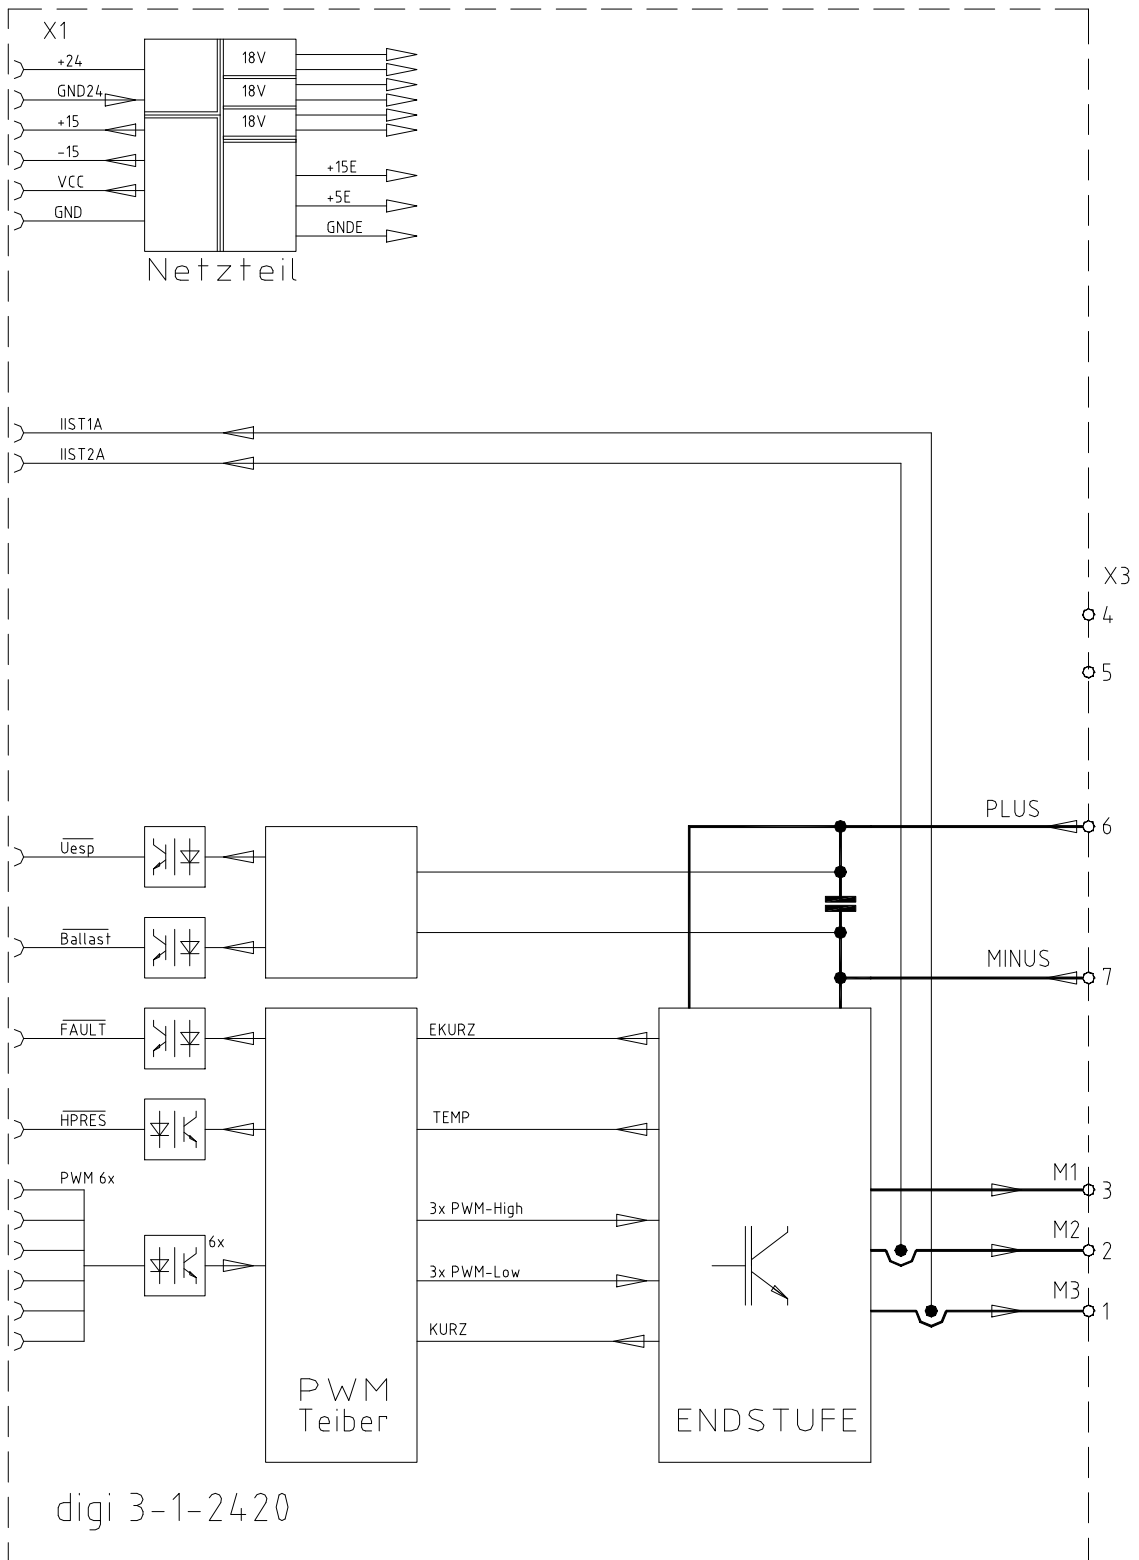 X1
+24
GND24
+15
-15
VCC
GND
18V
18V
18V
+15E
+5E
GNDE
Netzteil
IIST1A
IIST2A
X3
4
5
PLUS
6
Uesp
Ballast
MINUS
7
FAULT
EKURZ
HPRES
TEMP
PWM 6x
6x
3x PWM-High
3x PWM-Low
KURZ
M1
3
M2
2
M3
1
PWM
Teiber
ENDSTUFE
digi 3-1-2420